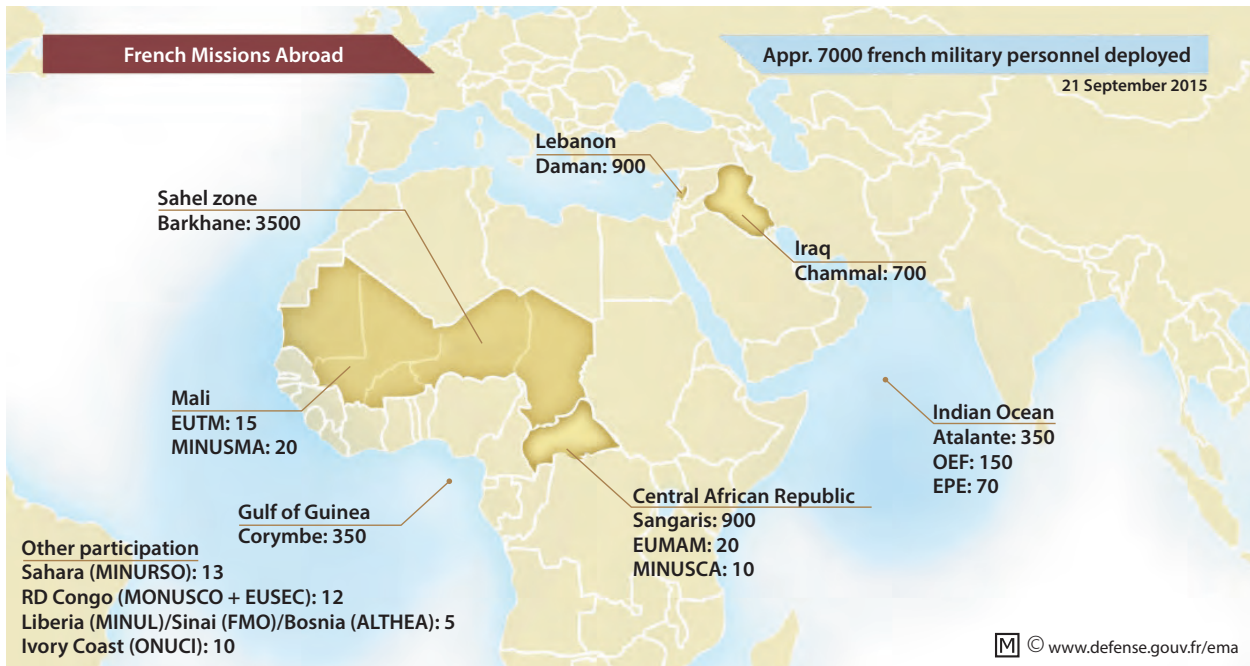 French Missions Abroad
Appr. 7000 french military personnel deployed
21 September 2015
Lebanon
Daman: 900
Sahel zone
Barkhane: 3500
Iraq
Chammal: 700
Mali
EUTM: 15
MINUSMA: 20
Indian Ocean
Atalante: 350
OEF: 150
EPE: 70
Gulf of Guinea
Corymbe: 350
Central African Republic
Sangaris: 900
EUMAM: 20
MINUSCA: 10
Other participation
Sahara (MINURSO): 13
RD Congo (MONUSCO + EUSEC): 12
Liberia (MINUL)/Sinai (FMO)/Bosnia (ALTHEA): 5
Ivory Coast (ONUCI): 10
M © www.defense.gouv.fr/ema